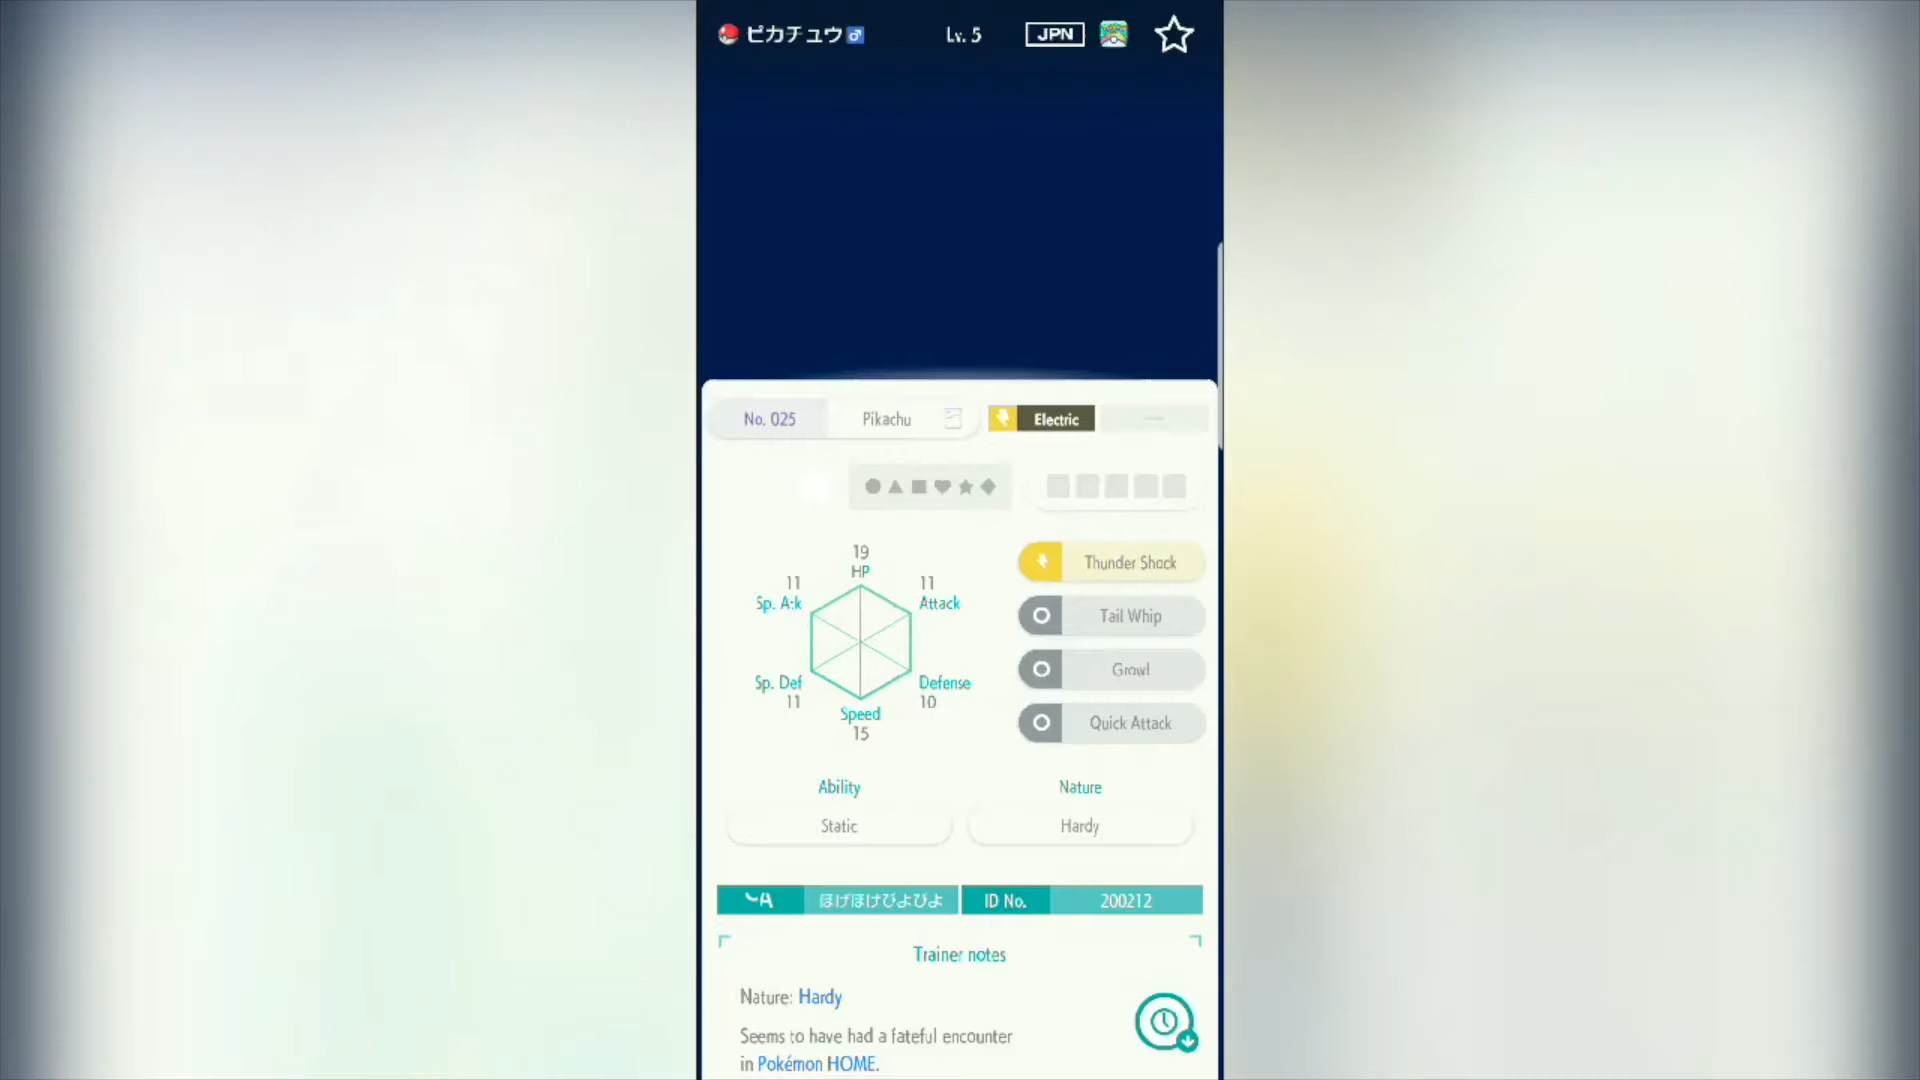 ピカチュウ♂ Lv. 5 JPN
No. 025 Pikachu Electric
19
HP
11 11
Sp. Atk Attack
Sp. Def Defense
11 10
Speed
15
Thunder Shock
Tail Whip
Growl
Quick Attack
Ability Nature
Static Hardy
ほげほげぴよぴよ ID No. 200212
Trainer notes
Nature: Hardy
Seems to have had a fateful encounter
in Pokémon HOME.